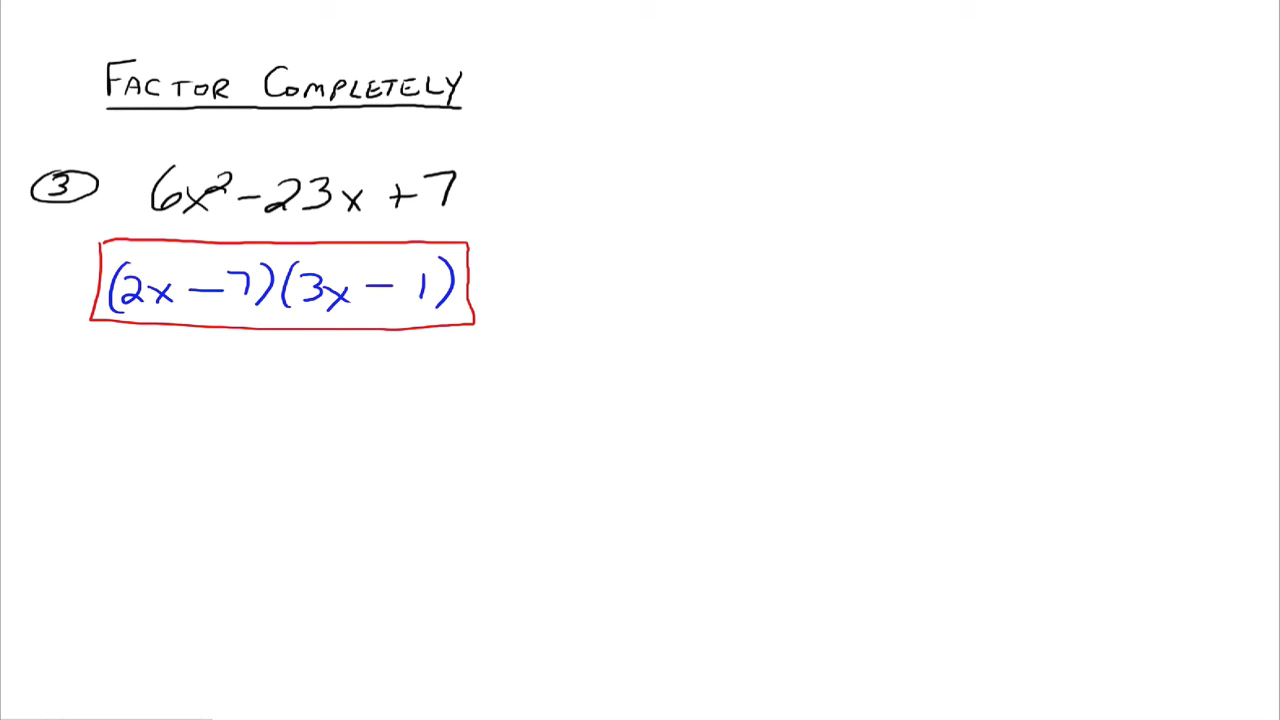 FACTOR COMPLETELY
③ 6x² - 23x + 7
(2x - 7)(3x - 1)